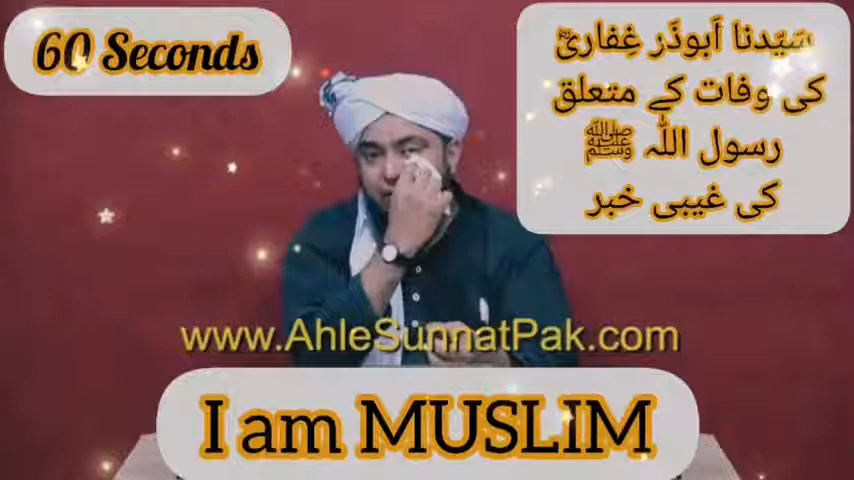 60 Seconds
سَیّدنا اَبوذَر غِفاریؓ
کی وفات کے متعلق
رسول اللہ ﷺ
کی غیبی خبر
www.AhleSunnatPak.com
I am MUSLIM